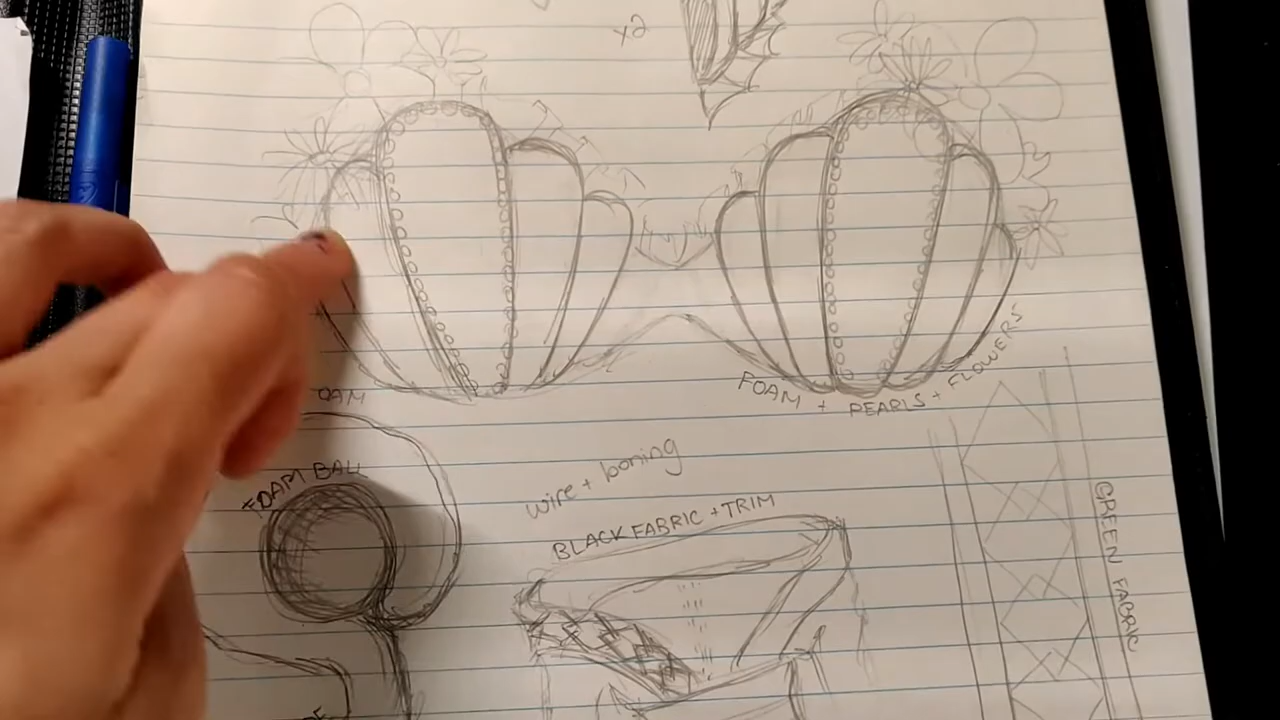 x2
FOAM + PEARLS + FLOWERS
FOAM BALL
wire + boning
BLACK FABRIC + TRIM
GREEN FABRIC